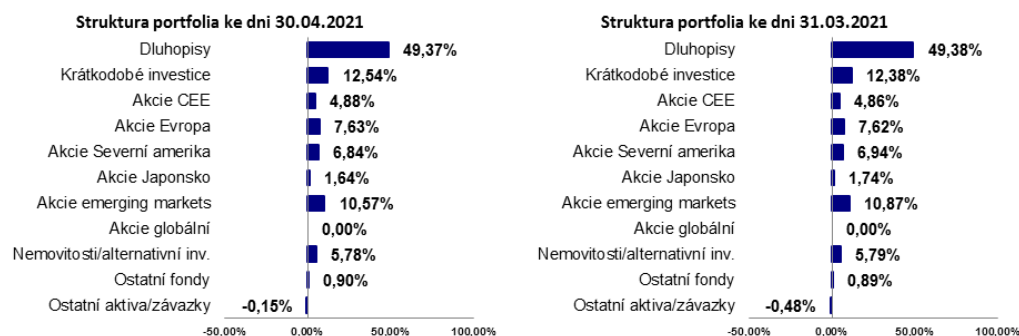 Struktura portfolia ke dni 30.04.2021
Dluhopisy 49,37%
Krátkodobé investice 12,54%
Akcie CEE 4,88%
Akcie Evropa 7,63%
Akcie Severní amerika 6,84%
Akcie Japonsko 1,64%
Akcie emerging markets 10,57%
Akcie globální 0,00%
Nemovitosti/alternativní inv. 5,78%
Ostatní fondy 0,90%
Ostatní aktiva/závazky -0,15%
-50,00% 0,00% 50,00% 100,00%
Struktura portfolia ke dni 31.03.2021
Dluhopisy 49,38%
Krátkodobé investice 12,38%
Akcie CEE 4,86%
Akcie Evropa 7,62%
Akcie Severní amerika 6,94%
Akcie Japonsko 1,74%
Akcie emerging markets 10,87%
Akcie globální 0,00%
Nemovitosti/alternativní inv. 5,79%
Ostatní fondy 0,89%
Ostatní aktiva/závazky -0,48%
-50,00% 0,00% 50,00% 100,00%